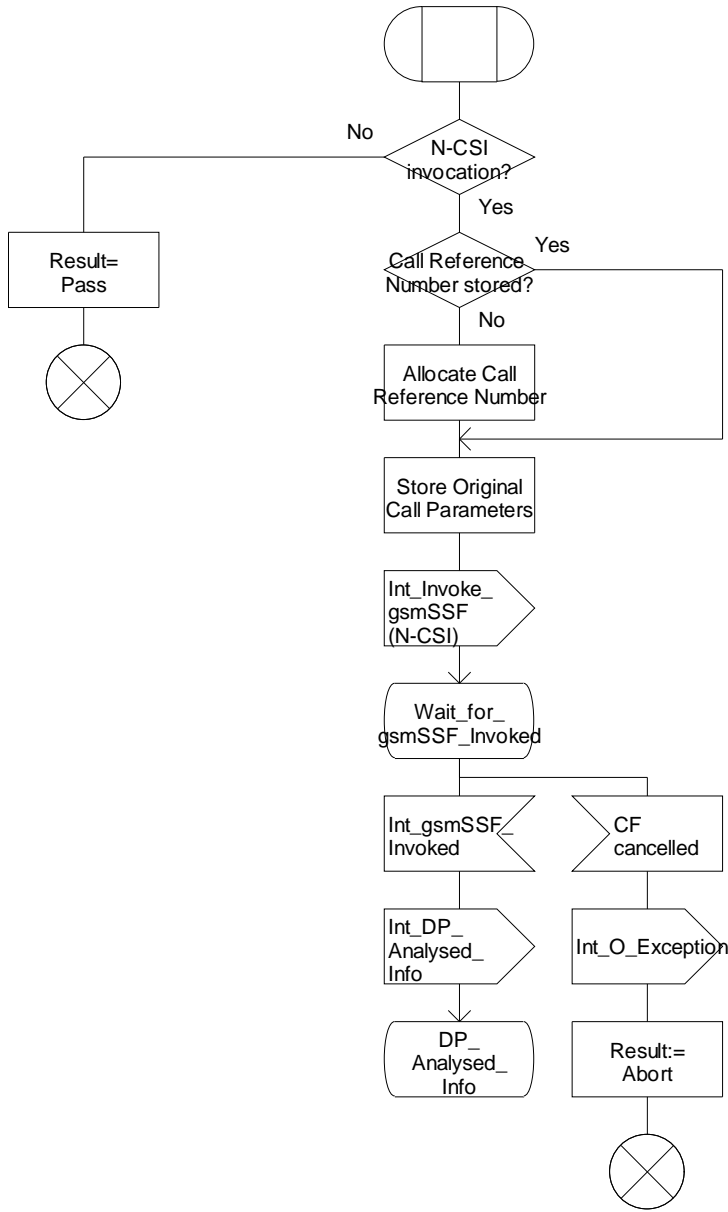 No
N-CSI
invocation?
Yes
Result=
Pass
Call Reference
Number stored?
Yes
No
Allocate Call
Reference Number
Store Original
Call Parameters
Int_Invoke_
gsmSSF
(N-CSI)
Wait_for_
gsmSSF_Invoked
Int_gsmSSF_
Invoked
CF
cancelled
Int_DP_
Analysed_
Info
Int_O_Exception
DP_
Analysed_
Info
Result:=
Abort